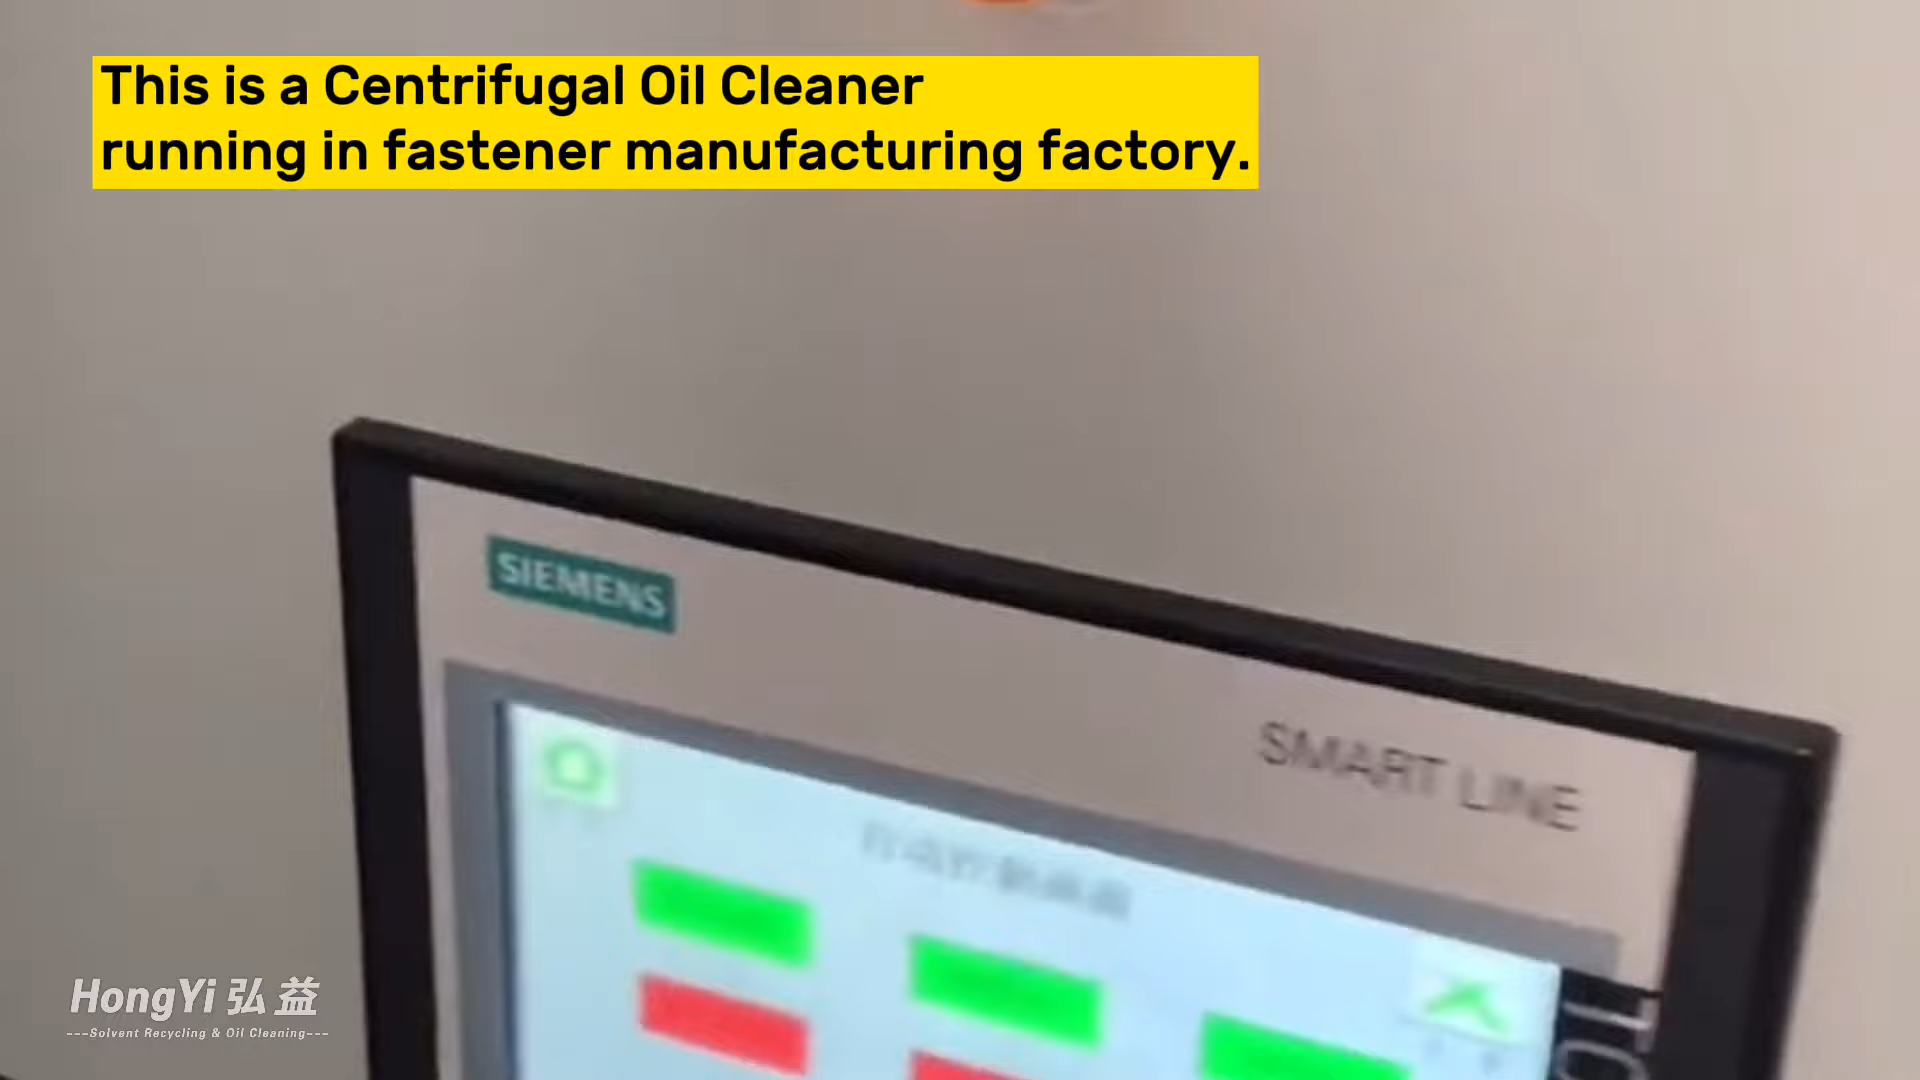 This is a Centrifugal Oil Cleaner
running in fastener manufacturing factory.
SIEMENS
SMART LINE
TO
HongYi 弘益
---Solvent Recycling & Oil Cleaning---